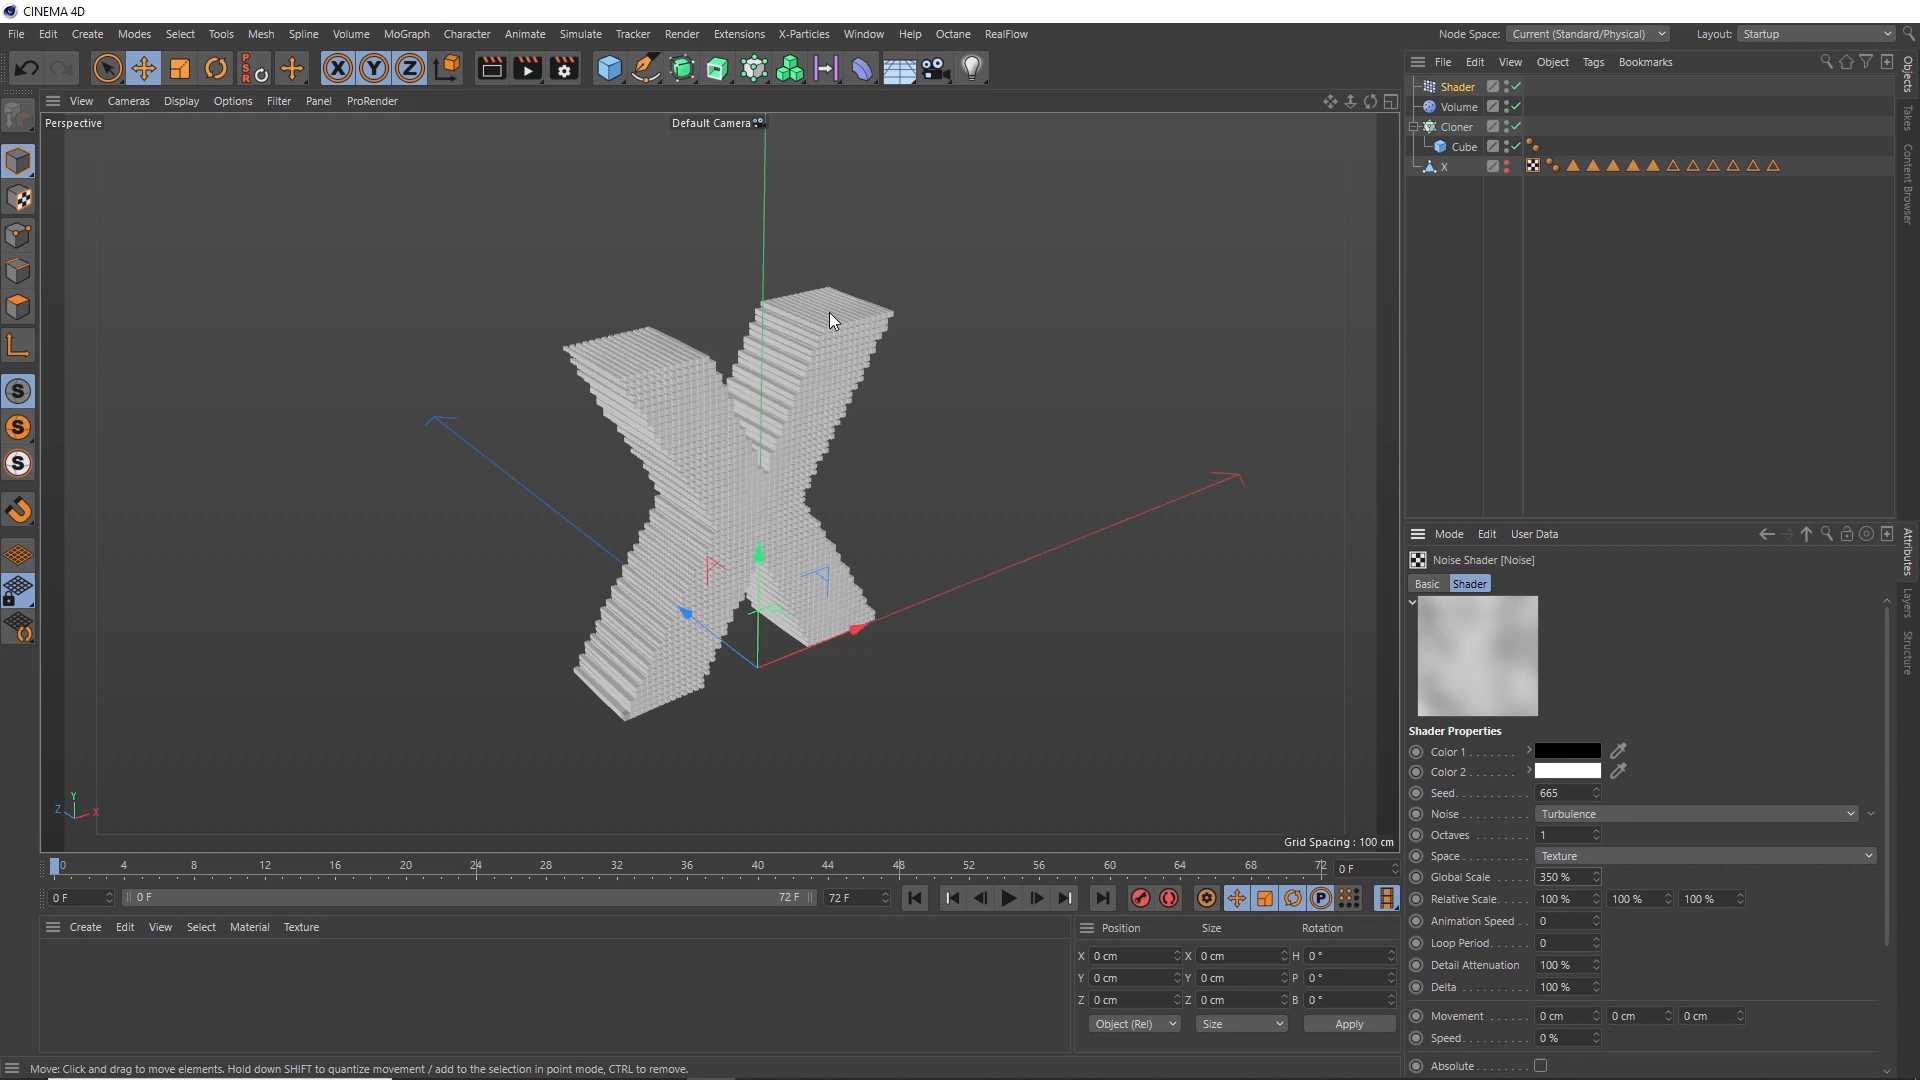 CINEMA 4D
File Edit Create Modes Select Tools Mesh Spline Volume MoGraph Character Animate Simulate Tracker Render Extensions X-Particles Window Help Octane RealFlow Node Space: Current (Standard/Physical) Layout: Startup
PSR X Y Z
File Edit View Object Tags Bookmarks
View Cameras Display Options Filter Panel ProRender
Perspective
Default Camera
Shader
Volume
Cloner
Cube
X
Objects
Takes
Content Browser
Mode Edit User Data
Noise Shader [Noise]
Basic Shader
Attributes
Layers
Structure
Shader Properties
Color 1
Color 2
Seed 665
Noise Turbulence
Octaves 1
Space Texture
Global Scale 350 %
Relative Scale 100 % 100 % 100 %
Animation Speed 0
Loop Period 0
Detail Attenuation 100 %
Delta 100 %
Movement 0 cm 0 cm 0 cm
Speed 0 %
Absolute
S
S
S
Y
Z X
Grid Spacing : 100 cm
0 4 8 12 16 20 24 28 32 36 40 44 48 52 56 60 64 68 72 0 F
0 F 0 F 72 F 72 F P
Create Edit View Select Material Texture
Position Size Rotation
X 0 cm X 0 cm H 0 °
Y 0 cm Y 0 cm P 0 °
Z 0 cm Z 0 cm B 0 °
Object (Rel) Size Apply
Move: Click and drag to move elements. Hold down SHIFT to quantize movement / add to the selection in point mode, CTRL to remove.